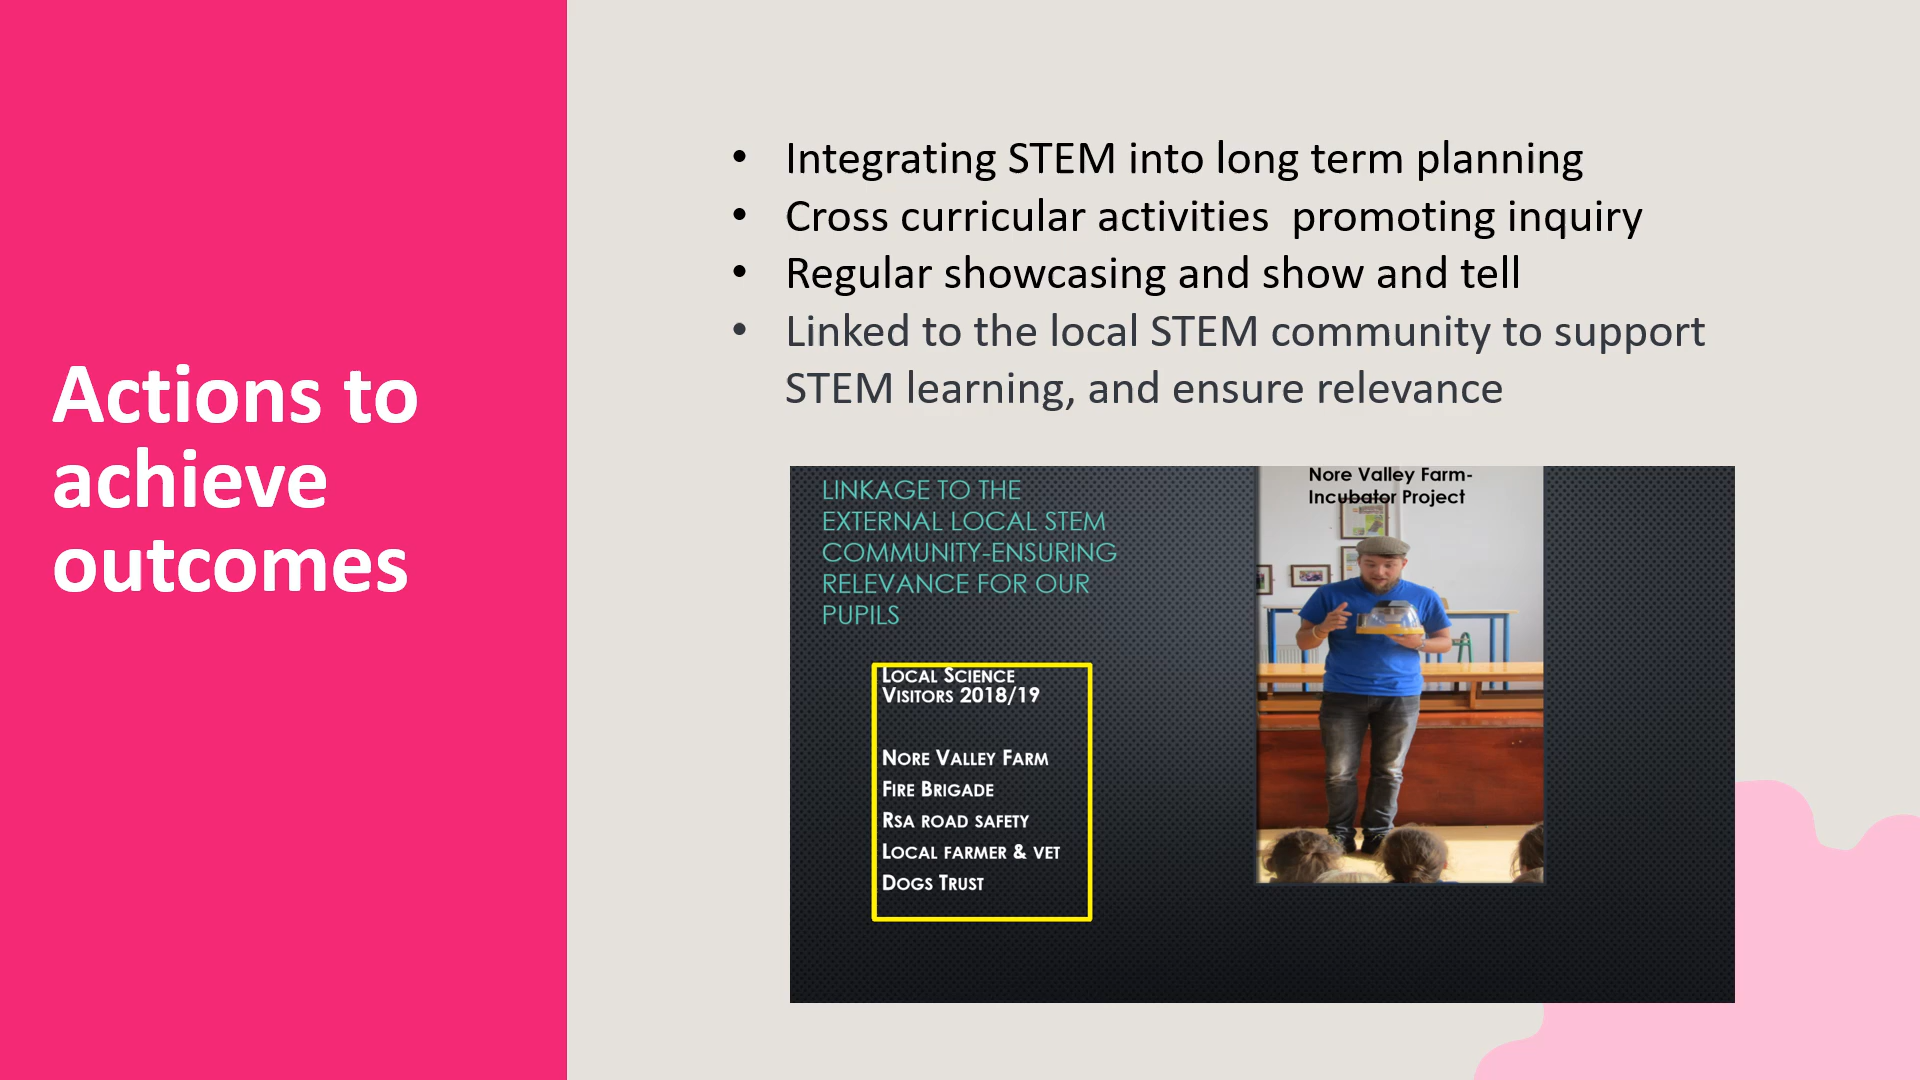 Actions to
achieve
outcomes
• Integrating STEM into long term planning
• Cross curricular activities  promoting inquiry
• Regular showcasing and show and tell
• Linked to the local STEM community to support
STEM learning, and ensure relevance
LINKAGE TO THE
EXTERNAL LOCAL STEM
COMMUNITY-ENSURING
RELEVANCE FOR OUR
PUPILS
LOCAL SCIENCE
VISITORS 2018/19
NORE VALLEY FARM
FIRE BRIGADE
RSA ROAD SAFETY
LOCAL FARMER & VET
DOGS TRUST
Nore Valley Farm-
Incubator Project